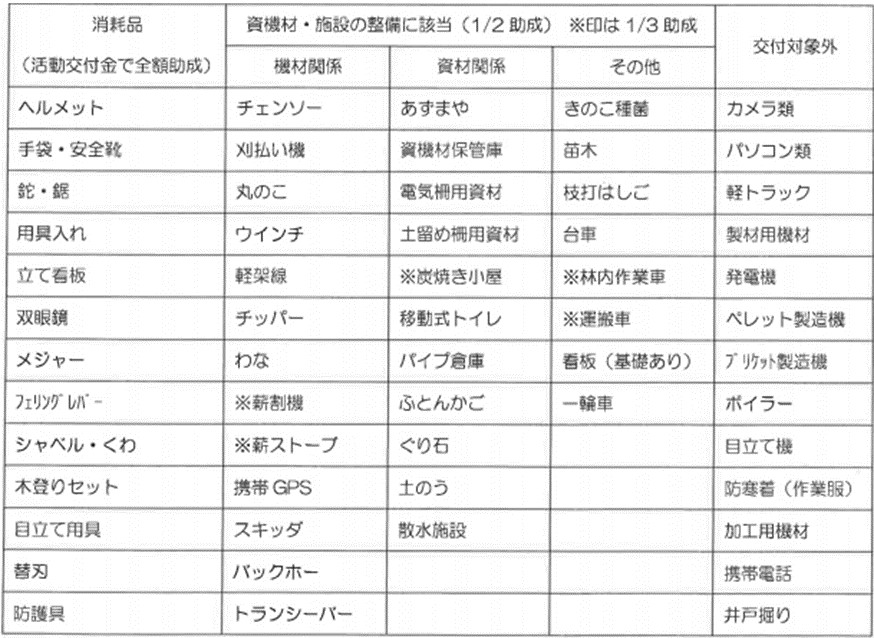 消耗品 資機材・施設の整備に該当（1/2助成） ※印は1/3助成 交付対象外
（活動交付金で全額助成） 機材関係 資材関係 その他
ヘルメット チェンソー あずまや きのこ種菌 カメラ類
手袋・安全靴 刈払い機 資機材保管庫 苗木 パソコン類
鉈・鋸 丸のこ 電気柵用資材 枝打はしご 軽トラック
用具入れ ウインチ 土留め柵用資材 台車 製材用機材
立て看板 軽架線 ※炭焼き小屋 ※林内作業車 発電機
双眼鏡 チッパー 移動式トイレ ※運搬車 ペレット製造機
メジャー わな パイプ倉庫 看板（基礎あり） ﾌﾞﾘｹｯﾄ製造機
ﾌｪﾘﾝｸﾞﾚﾊﾞｰ ※薪割機 ふとんかご 一輪車 ボイラー
シャベル・くわ ※薪ストーブ ぐり石 目立て機
木登りセット 携帯GPS 土のう 防寒着（作業服）
目立て用具 スキッダ 散水施設 加工用機材
替刃 バックホー 携帯電話
防護具 トランシーバー 井戸掘り